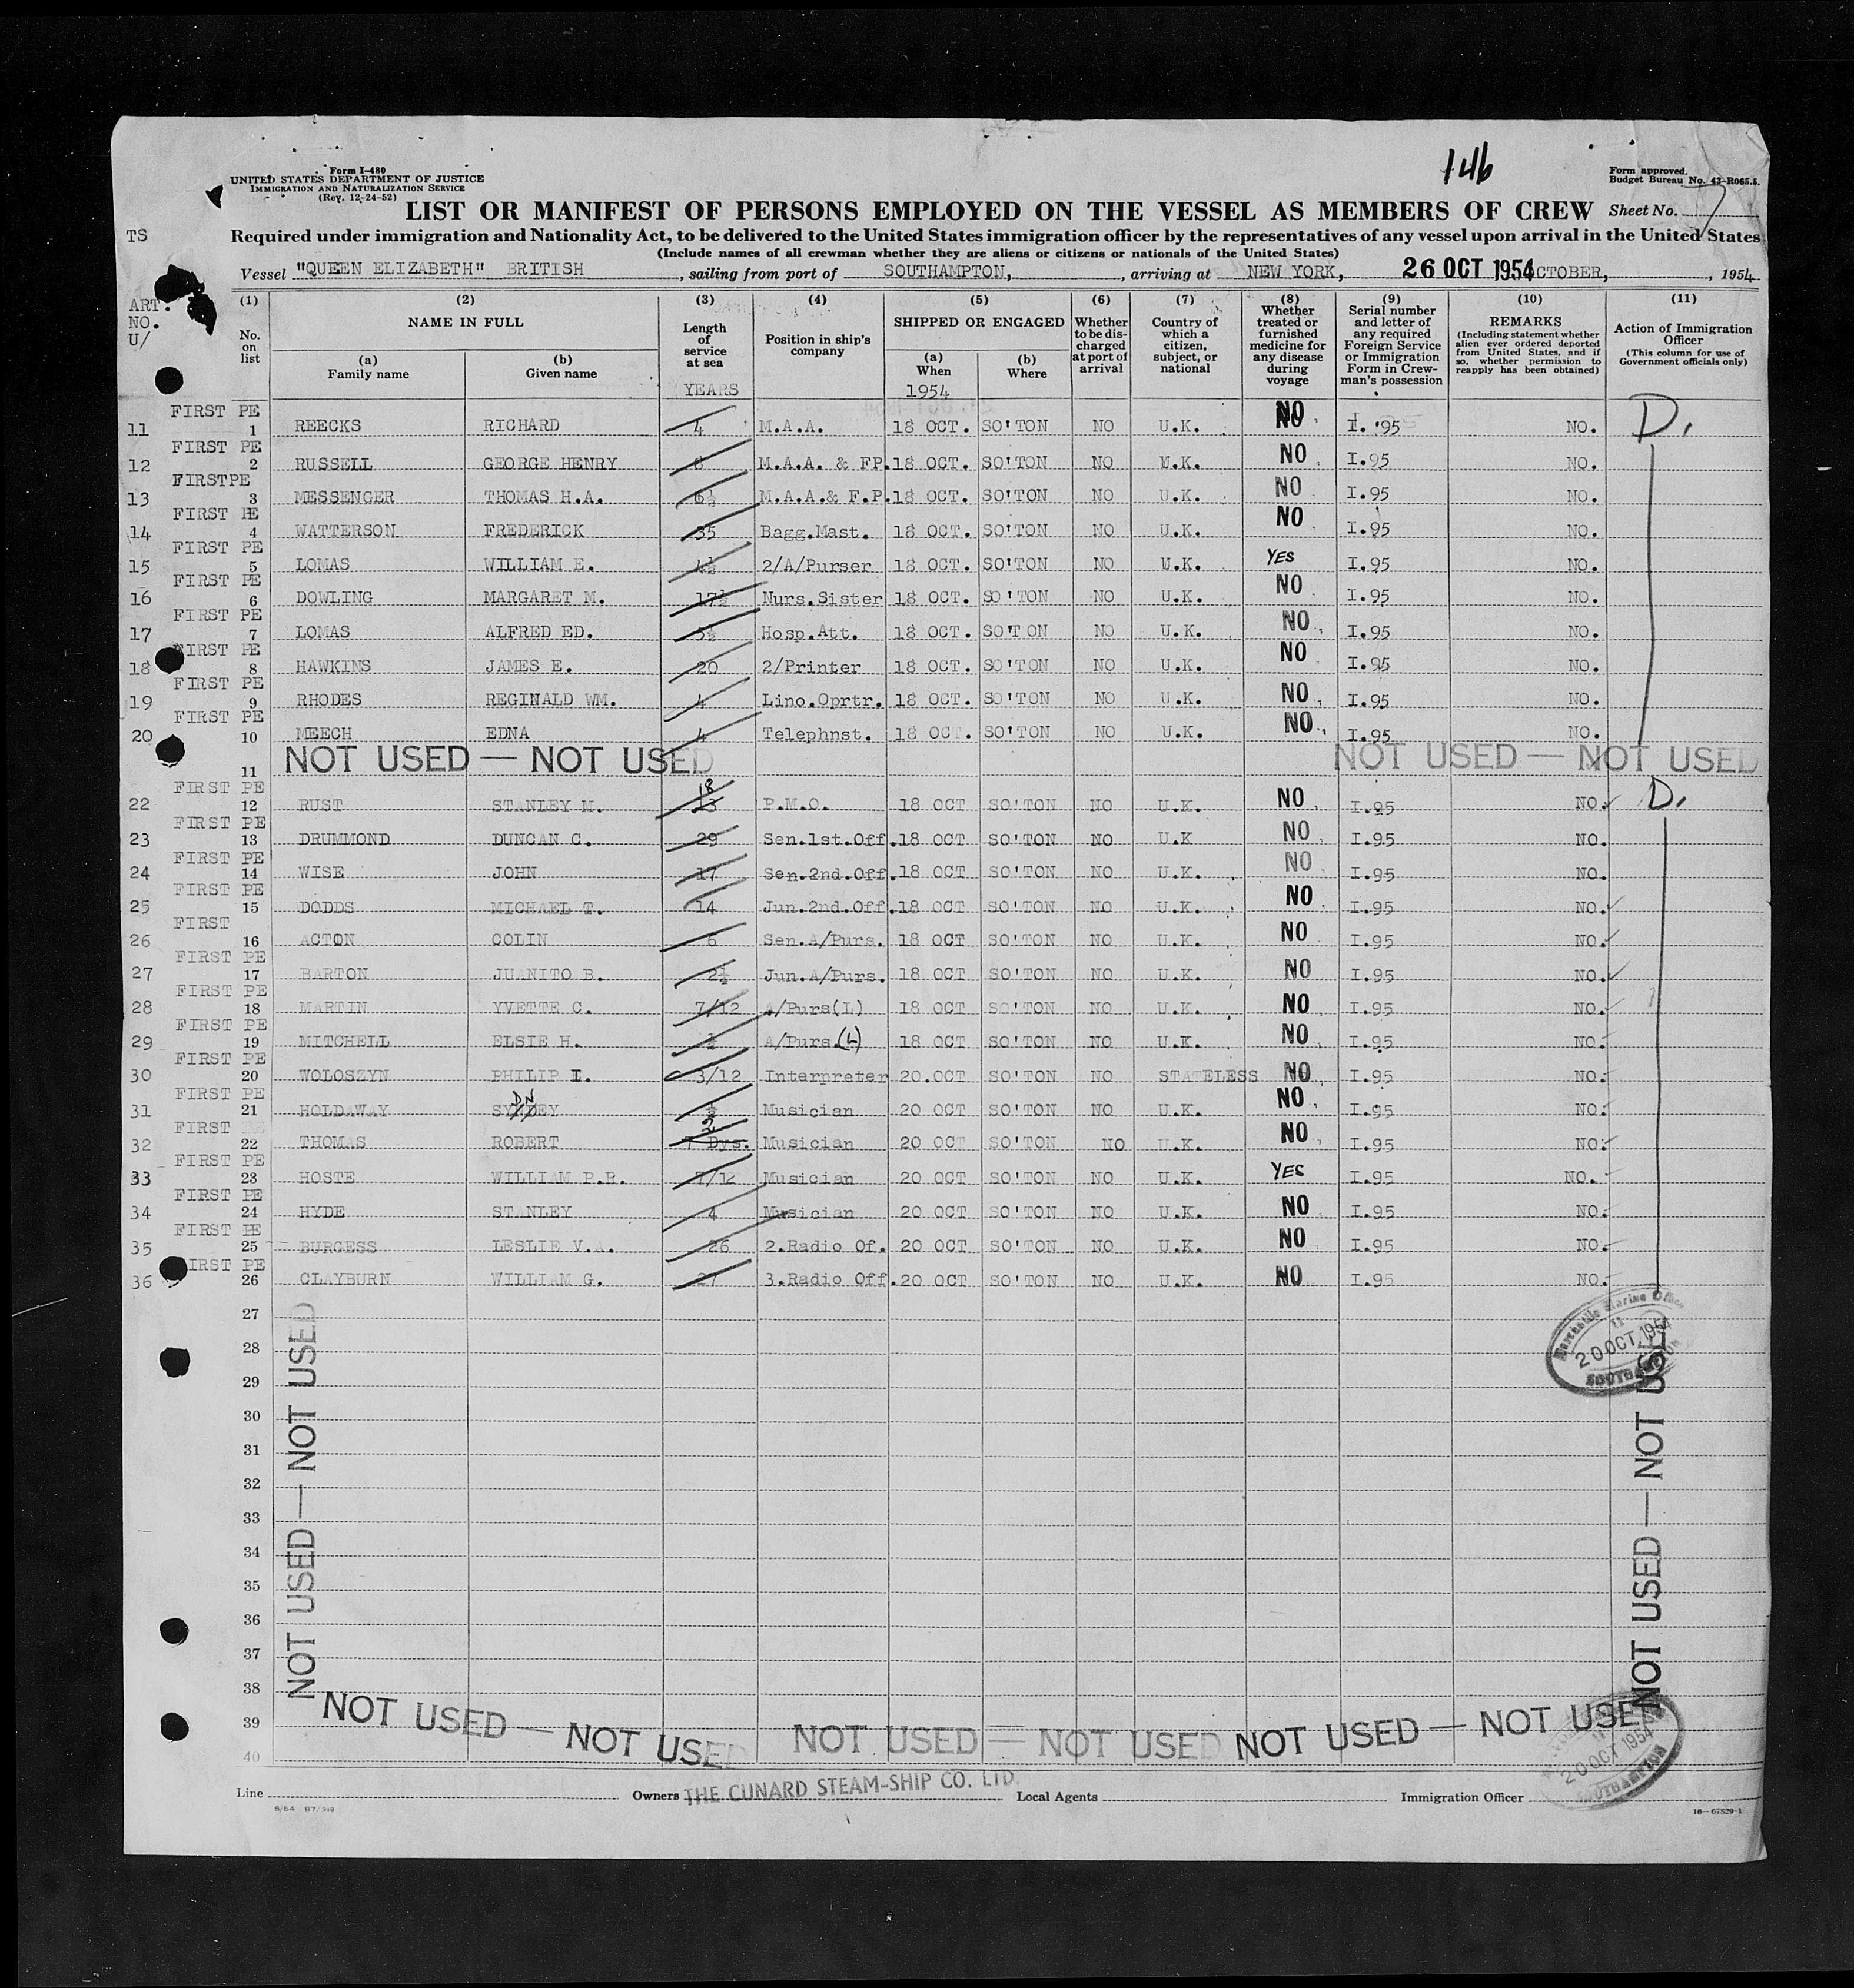 146
Form I-480
UNITED STATES DEPARTMENT OF JUSTICE
IMMIGRATION AND NATURALIZATION SERVICE
(Rev. 12-24-52)
Form approved.
Budget Bureau No. 43-R065.5.
LIST OR MANIFEST OF PERSONS EMPLOYED ON THE VESSEL AS MEMBERS OF CREW Sheet No. 7
TS
Required under immigration and Nationality Act, to be delivered to the United States immigration officer by the representatives of any vessel upon arrival in the United States
(Include names of all crewman whether they are aliens or citizens or nationals of the United States)
Vessel "QUEEN ELIZABETH" BRITISH, sailing from port of SOUTHAMPTON, arriving at NEW YORK, 26 OCT 1954 CTOBER, 1954
ART. NO. U/
(1) No. on list
(2) NAME IN FULL (a) Family name (b) Given name
(3) Length of service at sea YEARS
(4) Position in ship's company
(5) SHIPPED OR ENGAGED (a) When 1954 (b) Where
(6) Whether to be discharged at port of arrival
(7) Country of which a citizen, subject, or national
(8) Whether treated or furnished medicine for any disease during voyage
(9) Serial number and letter of any required Foreign Service or Immigration Form in Crewman's possession
(10) REMARKS (Including statement whether alien ever ordered deported from United States, and if so, whether permission to reapply has been obtained)
(11) Action of Immigration Officer (This column for use of Government officials only)
FIRST PE
11 1 REECKS RICHARD 4 M.A.A. 18 OCT. SO'TON NO U.K. NO I.95 NO. D.
FIRST PE
12 2 RUSSELL GEORGE HENRY M.A.A. & FP. 18 OCT. SO'TON NO U.K. NO I.95 NO.
FIRSTPE
13 3 MESSENGER THOMAS H.A. 6½ M.A.A.& F.P. 18 OCT. SO'TON NO U.K. NO I.95 NO.
FIRST PE
14 4 WATTERSON FREDERICK 35 Bagg.Mast. 18 OCT. SO'TON NO U.K. NO I.95 NO.
FIRST PE
15 5 LOMAS WILLIAM E. 4½ 2/A/Purser 18 OCT. SO'TON NO U.K. YES I.95 NO.
FIRST PE
16 6 DOWLING MARGARET M. 17½ Nurs.Sister 18 OCT. SO'TON NO U.K. NO I.95 NO.
FIRST PE
17 7 LOMAS ALFRED ED. Hosp.Att. 18 OCT. SO'T ON NO U.K. NO I.95 NO.
FIRST PE
18 8 HAWKINS JAMES E. 20 2/Printer 18 OCT. SO'TON NO U.K. NO I.95 NO.
FIRST PE
19 9 RHODES REGINALD WM. 4 Lino.Oprtr. 18 OCT. SO'TON NO U.K. NO I.95 NO.
FIRST PE
20 10 MEECH EDNA 4 Telephnst. 18 OCT. SO'TON NO U.K. NO I.95 NO.
11 NOT USED — NOT USED NOT USED — NOT USED
FIRST PE
22 12 RUST STANLEY M. 13 18 P.M.O. 18 OCT SO'TON NO U.K. NO I.95 NO. D.
FIRST PE
23 13 DRUMMOND DUNCAN C. 29 Sen.1st.Off. 18 OCT SO'TON NO U.K NO I.95 NO.
FIRST PE
24 14 WISE JOHN 17 Sen.2nd.Off. 18 OCT SO'TON NO U.K. NO I.95 NO.
FIRST PE
25 15 DODDS MICHAEL T. 14 Jun.2nd.Off. 18 OCT SO'TON NO U.K. NO I.95 NO.
FIRST
26 16 ACTON COLIN 6 Sen.A/Purs. 18 OCT SO'TON NO U.K. NO I.95 NO.
FIRST PE
27 17 BARTON JUANITO B. Jun.A/Purs. 18 OCT SO'TON NO U.K. NO I.95 NO.
FIRST PE
28 18 MARTIN YVETTE C. 7/12 A/Purs(L) 18 OCT SO'TON NO U.K. NO I.95 NO.
FIRST PE
29 19 MITCHELL ELSIE H. ½ A/Purs.(L) 18 OCT SO'TON NO U.K. NO I.95 NO.
FIRST PE
30 20 WOLOSZYN PHILIP I. 3/12 Interpreter 20.OCT SO'TON NO STATELESS NO I.95 NO.
FIRST PE
31 21 HOLDAWAY SYDNEY ½ Musician 20 OCT SO'TON NO U.K. NO I.95 NO.
FIRST
32 22 THOMAS ROBERT 7 Dys. Musician 20 OCT SO'TON NO U.K. NO I.95 NO.
FIRST PE
33 23 HOSTE WILLIAM P.R. 7/12 Musician 20 OCT SO'TON NO U.K. YES I.95 NO.
FIRST PE
34 24 HYDE STANLEY 4 Musician 20 OCT SO'TON NO U.K. NO I.95 NO.
FIRST PE
35 25 BURGESS LESLIE V.A. 26 2.Radio Of. 20 OCT SO'TON NO U.K. NO I.95 NO.
FIRST PE
36 26 CLAYBURN WILLIAM G. 27 3.Radio Off. 20 OCT SO'TON NO U.K. NO I.95 NO.
27
28
29
30
31
32
33
34
35
36
37
38
39
40
NOT USED — NOT USED
Mercantile Marine Office
20 OCT 1954
SOUTHAMPTON
NOT USED — NOT USED
NOT USED — NOT USED NOT USED — NOT USED NOT USED — NOT USED
20 OCT 1954
SOUTHAMPTON
Line Owners THE CUNARD STEAM-SHIP CO. LTD. Local Agents Immigration Officer
8/54 B7/918
16—67829-1